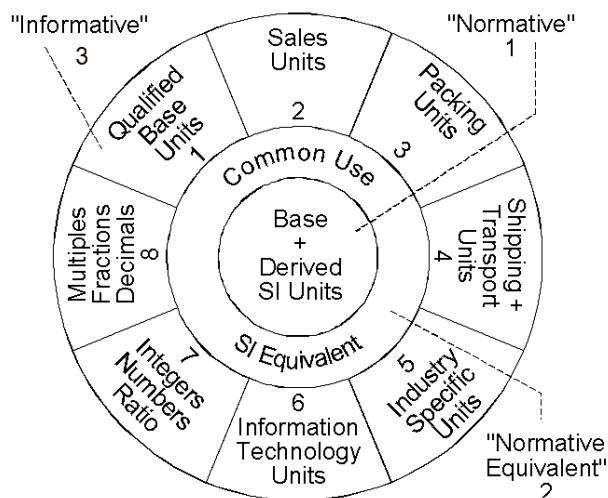 "Informative"
3
"Normative"
1
Qualified
Base
Units
1
Sales
Units
2
Packing
Units
3
Shipping +
Transport
Units
4
Common Use
Base
+
Derived
SI Units
SI Equivalent
Multiples
Fractions
Decimals
8
7
Integers
Numbers
Ratio
6
Information
Technology
Units
5
Industry
Specific
Units
"Normative
Equivalent"
2